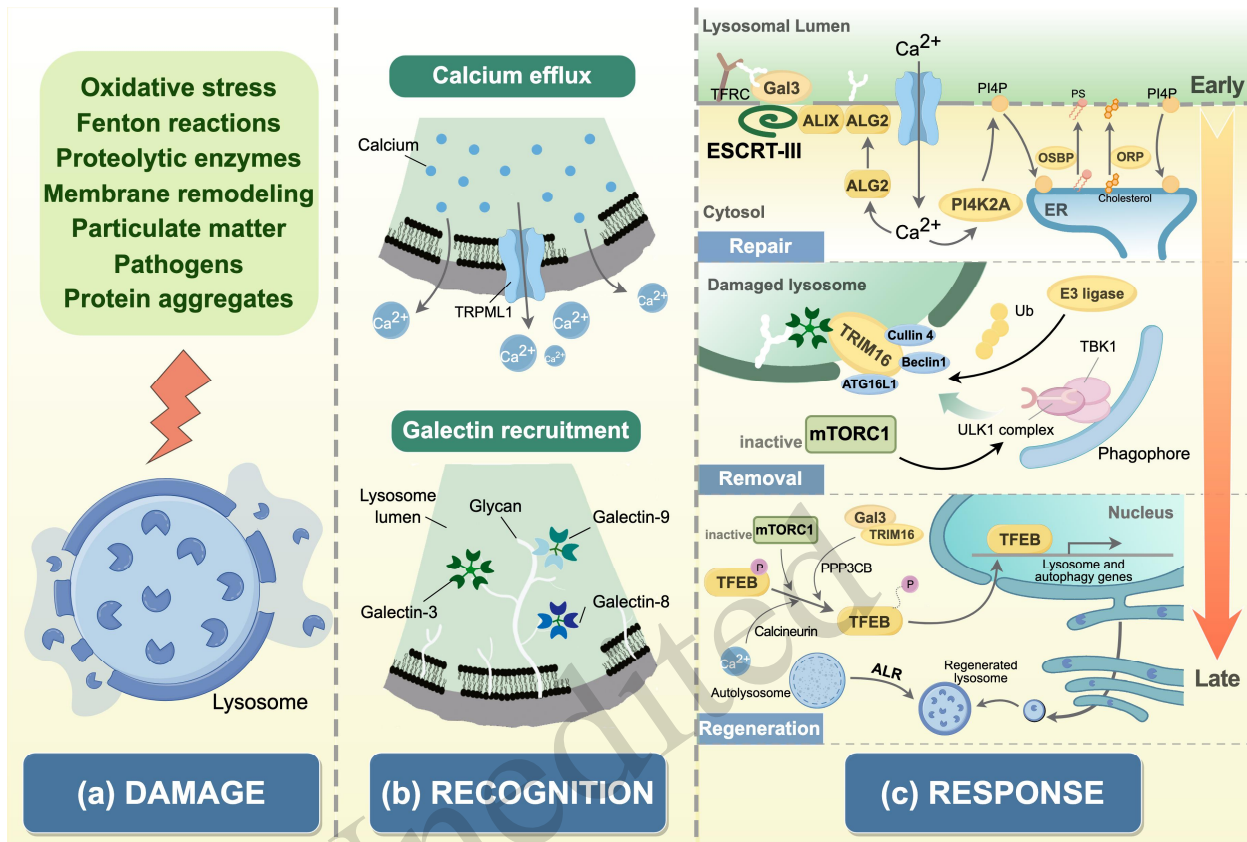 Oxidative stress
Fenton reactions
Proteolytic enzymes
Membrane remodeling
Particulate matter
Pathogens
Protein aggregates
Lysosome
(a) DAMAGE
Calcium efflux
Calcium
TRPML1
Ca2+
Ca2+
Ca2+
Ca2+
Ca2+
Galectin recruitment
Lysosome
lumen
Glycan
Galectin-9
Galectin-3
Galectin-8
(b) RECOGNITION
Lysosomal Lumen
Ca2+
TFRC
Gal3
PI4P
PS
PI4P
Early
ALIX
ALG2
ESCRT-III
OSBP
ORP
ALG2
PI4K2A
ER
Cholesterol
Cytosol
Ca2+
Repair
Damaged lysosome
E3 ligase
Ub
TRIM16
Cullin 4
Beclin1
ATG16L1
TBK1
ULK1 complex
inactive
mTORC1
Phagophore
Removal
inactive
mTORC1
Gal3
TRIM16
Nucleus
TFEB
Lysosome and
autophagy genes
P
TFEB
PPP3CB
P
TFEB
Calcineurin
Ca2+
Autolysosome
ALR
Regenerated
lysosome
Late
Regeneration
(c) RESPONSE
Unedited